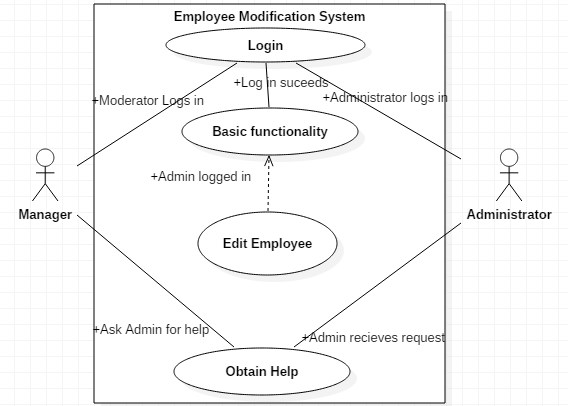 Employee Modification System
Login
+Log in suceeds
+Moderator Logs in
+Administrator logs in
Basic functionality
+Admin logged in
Manager
Administrator
Edit Employee
+Ask Admin for help
+Admin recieves request
Obtain Help